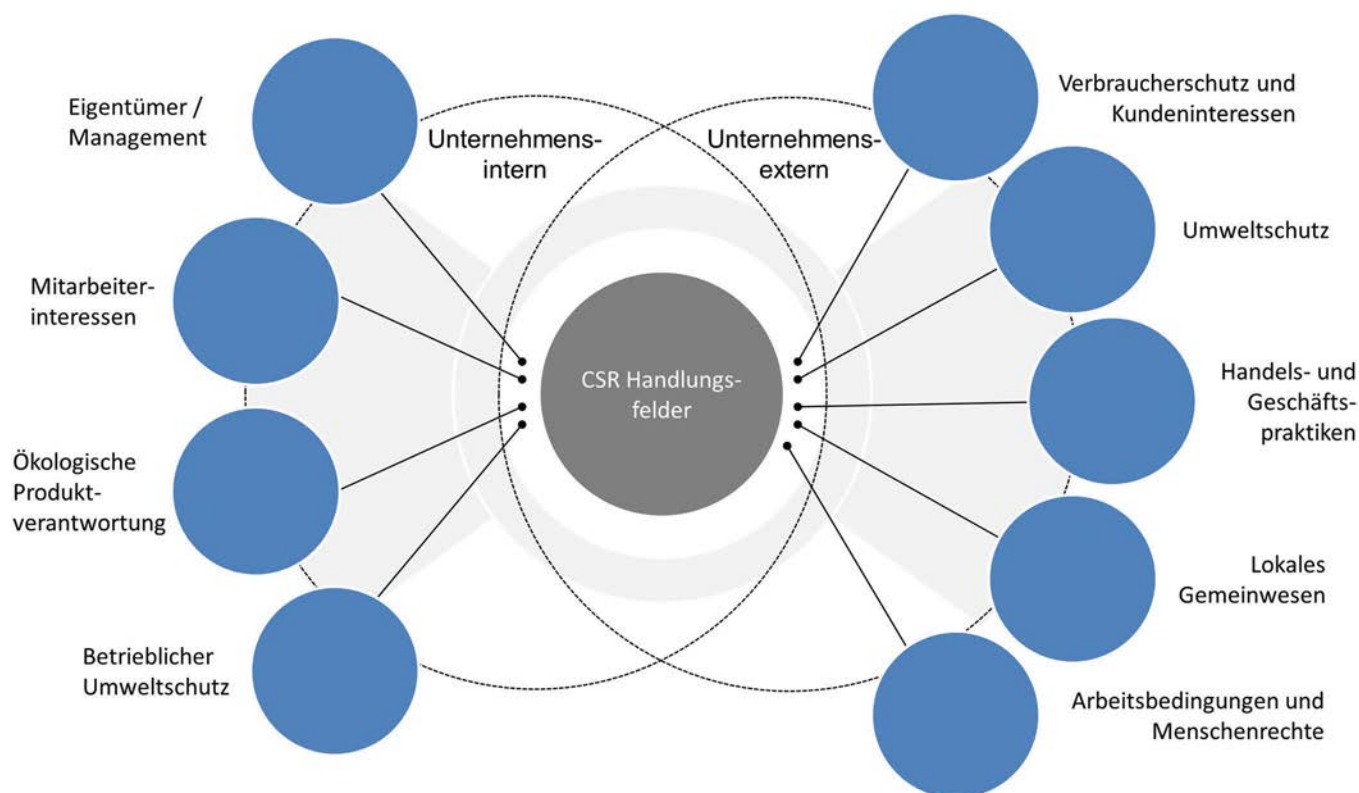 Eigentümer /
Management
Mitarbeiter-
interessen
Ökologische
Produkt-
verantwortung
Betrieblicher
Umweltschutz
Unternehmens-
intern
Unternehmens-
extern
CSR Handlungs-
felder
Verbraucherschutz und
Kundeninteressen
Umweltschutz
Handels- und
Geschäfts-
praktiken
Lokales
Gemeinwesen
Arbeitsbedingungen und
Menschenrechte